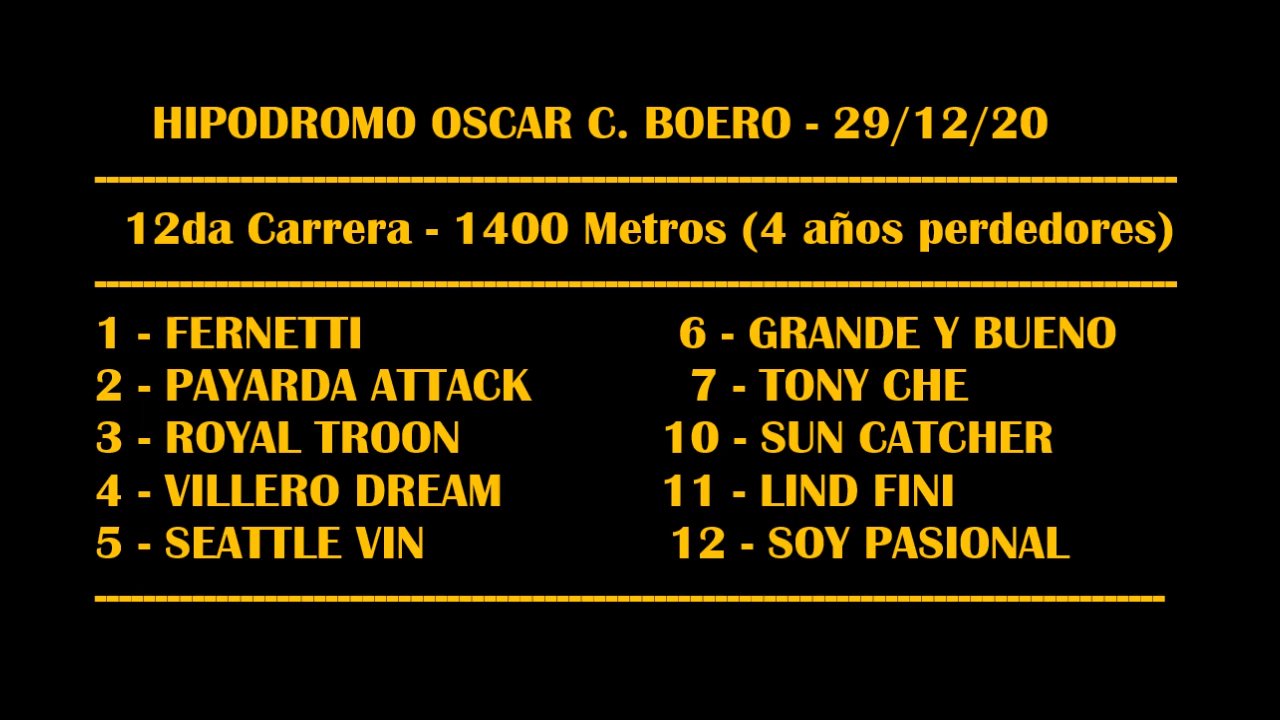 HIPODROMO OSCAR C. BOERO - 29/12/20
12da Carrera - 1400 Metros (4 años perdedores)
1 - FERNETTI
2 - PAYARDA ATTACK
3 - ROYAL TROON
4 - VILLERO DREAM
5 - SEATTLE VIN
6 - GRANDE Y BUENO
7 - TONY CHE
10 - SUN CATCHER
11 - LIND FINI
12 - SOY PASIONAL